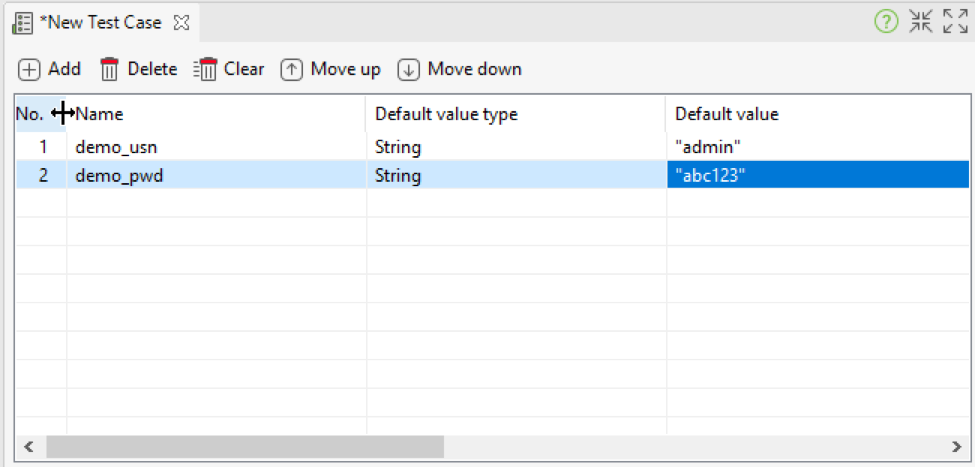 *New Test Case
Add Delete Clear Move up Move down
No. Name Default value type Default value
1 demo_usn String "admin"
2 demo_pwd String "abc123"